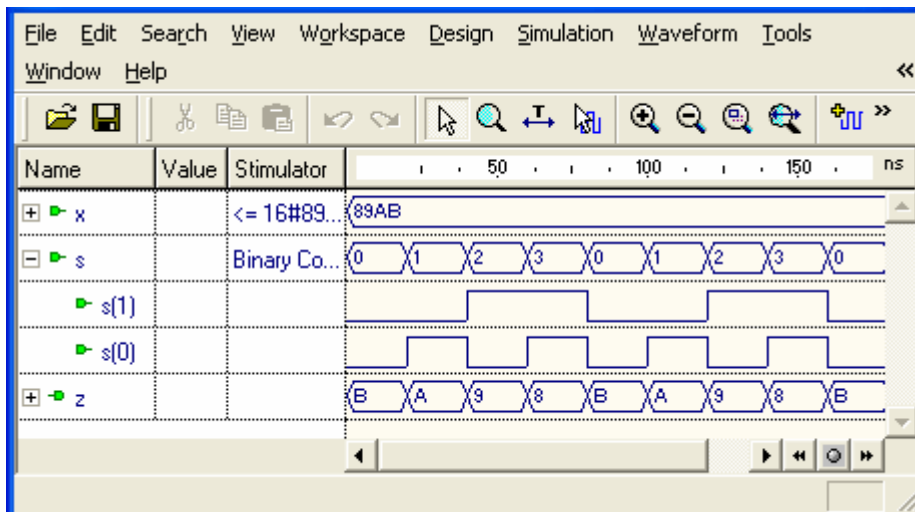 File Edit Search View Workspace Design Simulation Waveform Tools
Window Help
Name Value Stimulator 50 100 150 ns
x <= 16#89... 89AB
s Binary Co... 0 1 2 3 0 1 2 3 0
s(1)
s(0)
z B A 9 8 B A 9 8 B